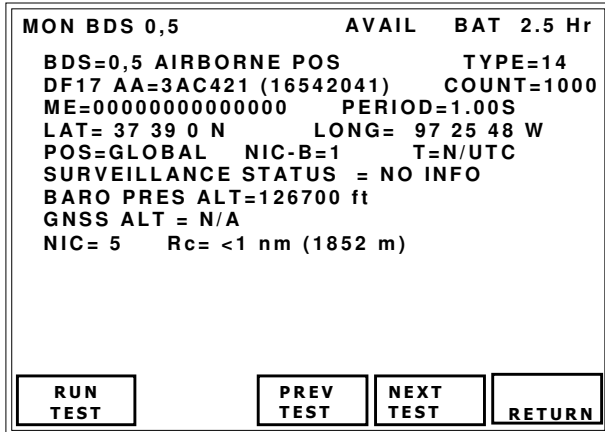 MON BDS 0,5 AVAIL BAT 2.5 Hr
BDS=0,5 AIRBORNE POS TYPE=14
DF17 AA=3AC421 (16542041) COUNT=1000
ME=00000000000000 PERIOD=1.00S
LAT= 37 39 0 N LONG= 97 25 48 W
POS=GLOBAL NIC-B=1 T=N/UTC
SURVEILLANCE STATUS = NO INFO
BARO PRES ALT=126700 ft
GNSS ALT = N/A
NIC= 5 Rc= <1 nm (1852 m)
RUN TEST
PREV TEST
NEXT TEST
RETURN